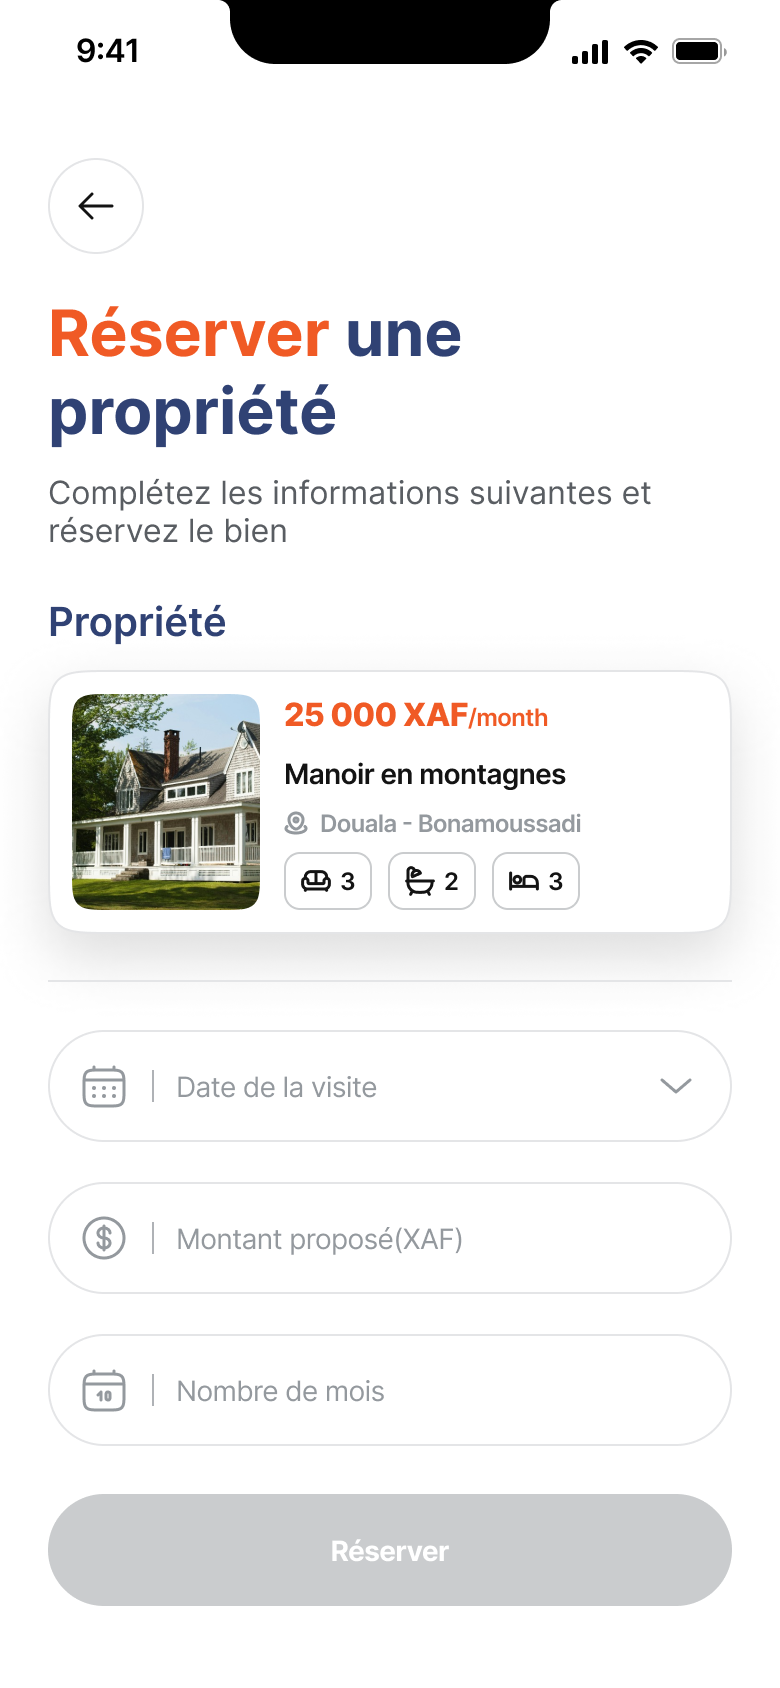 9:41
Réserver une
propriété
Complétez les informations suivantes et
réservez le bien
Propriété
25 000 XAF/month
Manoir en montagnes
Douala - Bonamoussadi
3 2 3
Date de la visite
$ Montant proposé(XAF)
10 Nombre de mois
Réserver